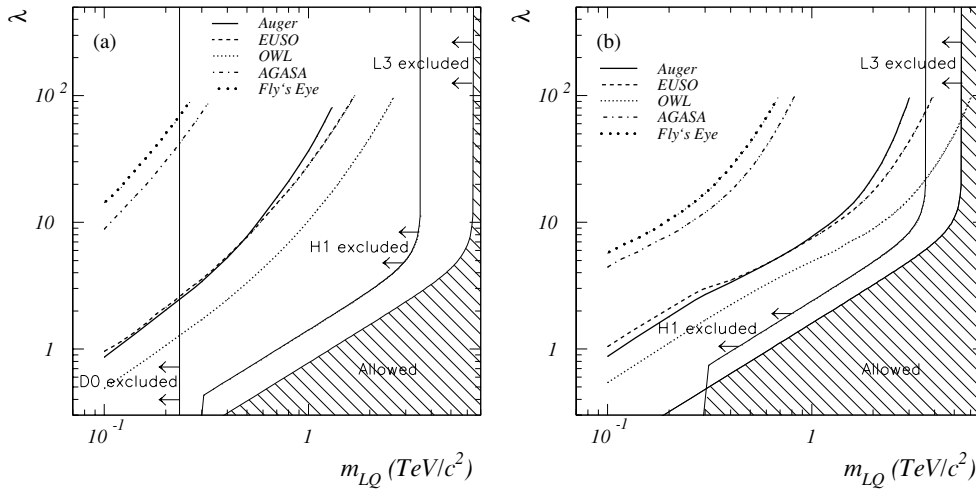 λ
(a)
Auger
EUSO
OWL
AGASA
Fly's Eye
L3 excluded
10²
10
H1 excluded
1
D0 excluded
Allowed
10⁻¹
1
m_LQ (TeV/c²)
λ
(b)
Auger
EUSO
OWL
AGASA
Fly's Eye
L3 excluded
10²
10
H1 excluded
1
Allowed
10⁻¹
1
m_LQ (TeV/c²)